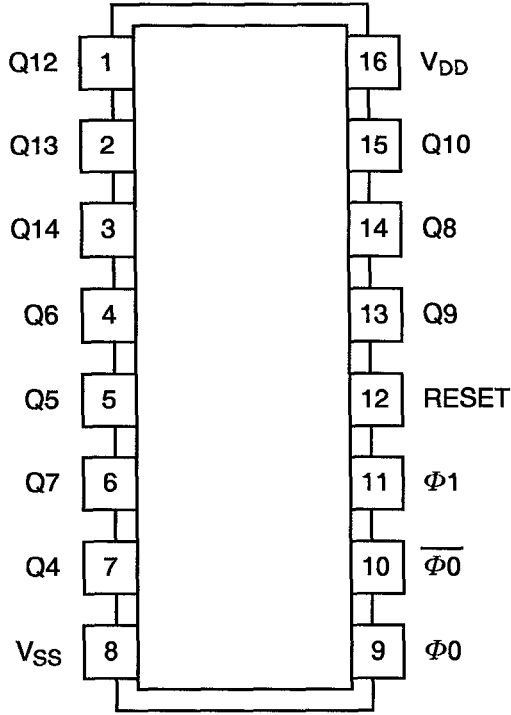 Q12 1 16 VDD
Q13 2 15 Q10
Q14 3 14 Q8
Q6 4 13 Q9
Q5 5 12 RESET
Q7 6 11 Φ1
Q4 7 10 Φ0̅
VSS 8 9 Φ0